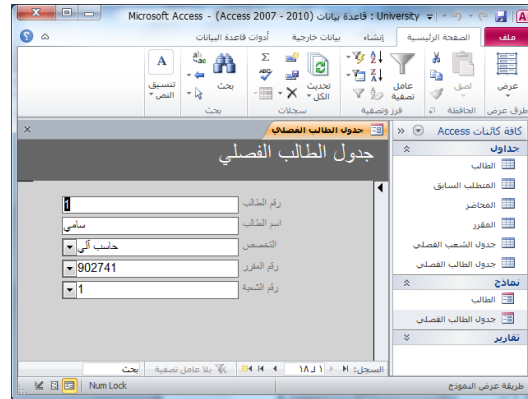 University : قاعدة بيانات (Access 2007 - 2010) - Microsoft Access
ملف الصفحة الرئيسية إنشاء بيانات خارجية أدوات قاعدة البيانات
عرض
لصق
عامل تصفية
تحديث الكل
بحث
تنسيق النص
طرق عرض الحافظة فرز وتصفية سجلات بحث
كافة كائنات Access
جداول
الطالب
المتطلب السابق
المحاضر
المقرر
جدول الشعب الفصلي
جدول الطالب الفصلي
نماذج
الطالب
جدول الطالب الفصلي
تقارير
جدول الطالب الفصلي
جدول الطالب الفصلي
رقم الطالب 1
اسم الطالب سامي
التخصص حاسب آلي
رقم المقرر 902741
رقم الشعبة 1
السجل: 1 لـ 18 بلا عامل تصفية بحث
طريقة عرض النموذج Num Lock